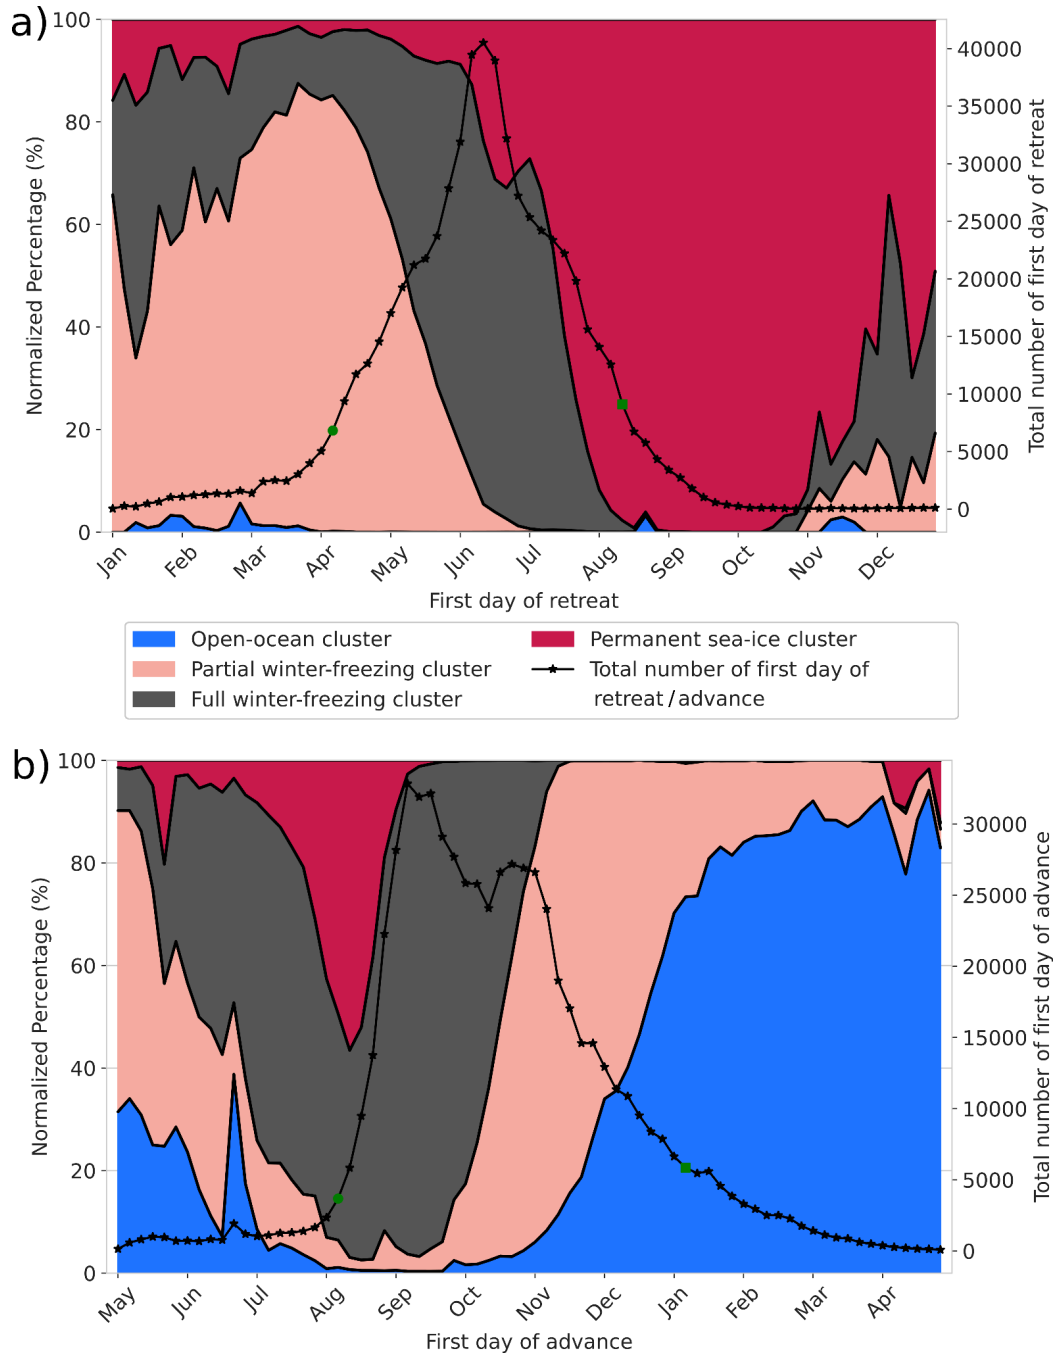 a)
100
80
60
40
20
0
Normalized Percentage (%)
40000
35000
30000
25000
20000
15000
10000
5000
0
Total number of first day of retreat
Jan
Feb
Mar
Apr
May
Jun
Jul
Aug
Sep
Oct
Nov
Dec
First day of retreat
Open-ocean cluster
Partial winter-freezing cluster
Full winter-freezing cluster
Permanent sea-ice cluster
Total number of first day of
retreat/advance
b)
100
80
60
40
20
0
Normalized Percentage (%)
30000
25000
20000
15000
10000
5000
0
Total number of first day of advance
May
Jun
Jul
Aug
Sep
Oct
Nov
Dec
Jan
Feb
Mar
Apr
First day of advance